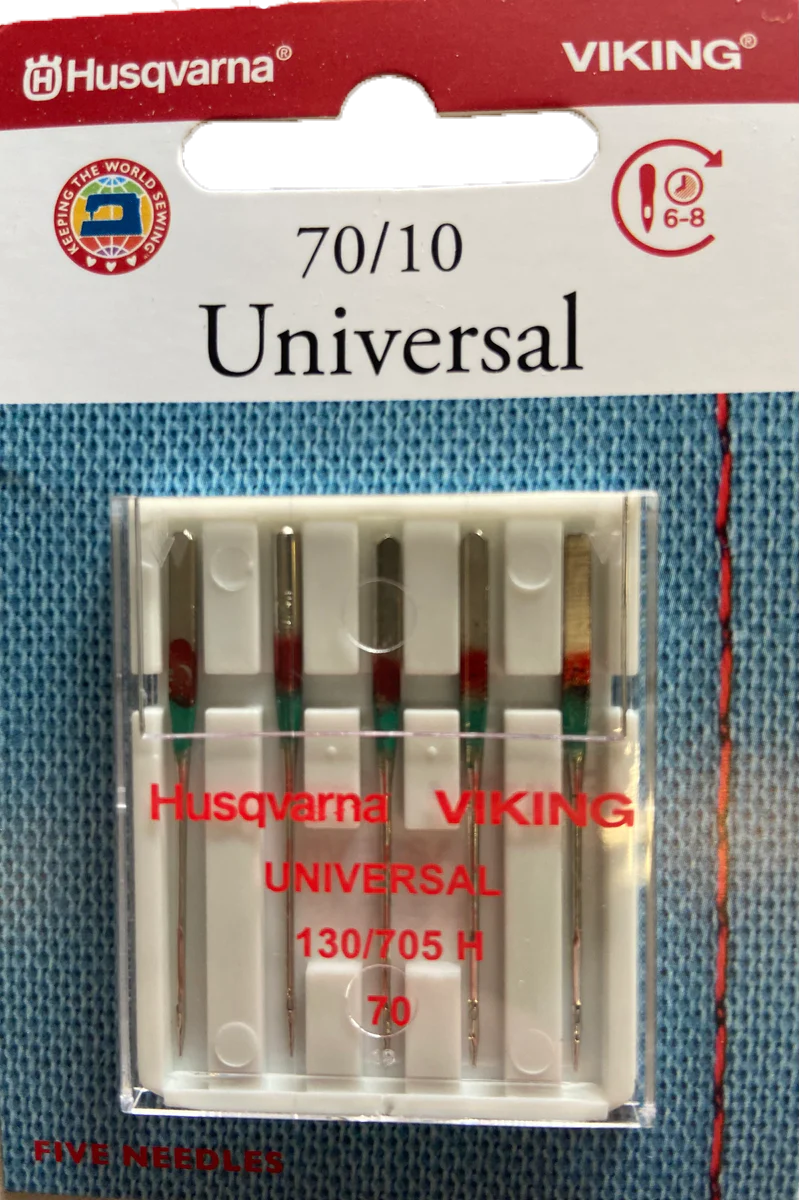 Husqvarna® VIKING®
KEEPING THE WORLD SEWING
6-8
70/10
Universal
Husqvarna VIKING
UNIVERSAL
130/705 H
70
FIVE NEEDLES